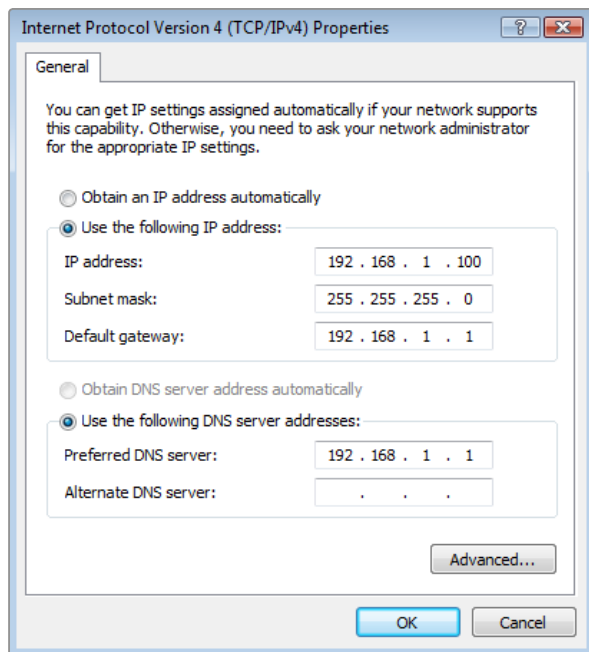 Internet Protocol Version 4 (TCP/IPv4) Properties
General
You can get IP settings assigned automatically if your network supports
this capability. Otherwise, you need to ask your network administrator
for the appropriate IP settings.
Obtain an IP address automatically
Use the following IP address:
IP address: 192 . 168 . 1 . 100
Subnet mask: 255 . 255 . 255 . 0
Default gateway: 192 . 168 . 1 . 1
Obtain DNS server address automatically
Use the following DNS server addresses:
Preferred DNS server: 192 . 168 . 1 . 1
Alternate DNS server: . . .
Advanced...
OK Cancel